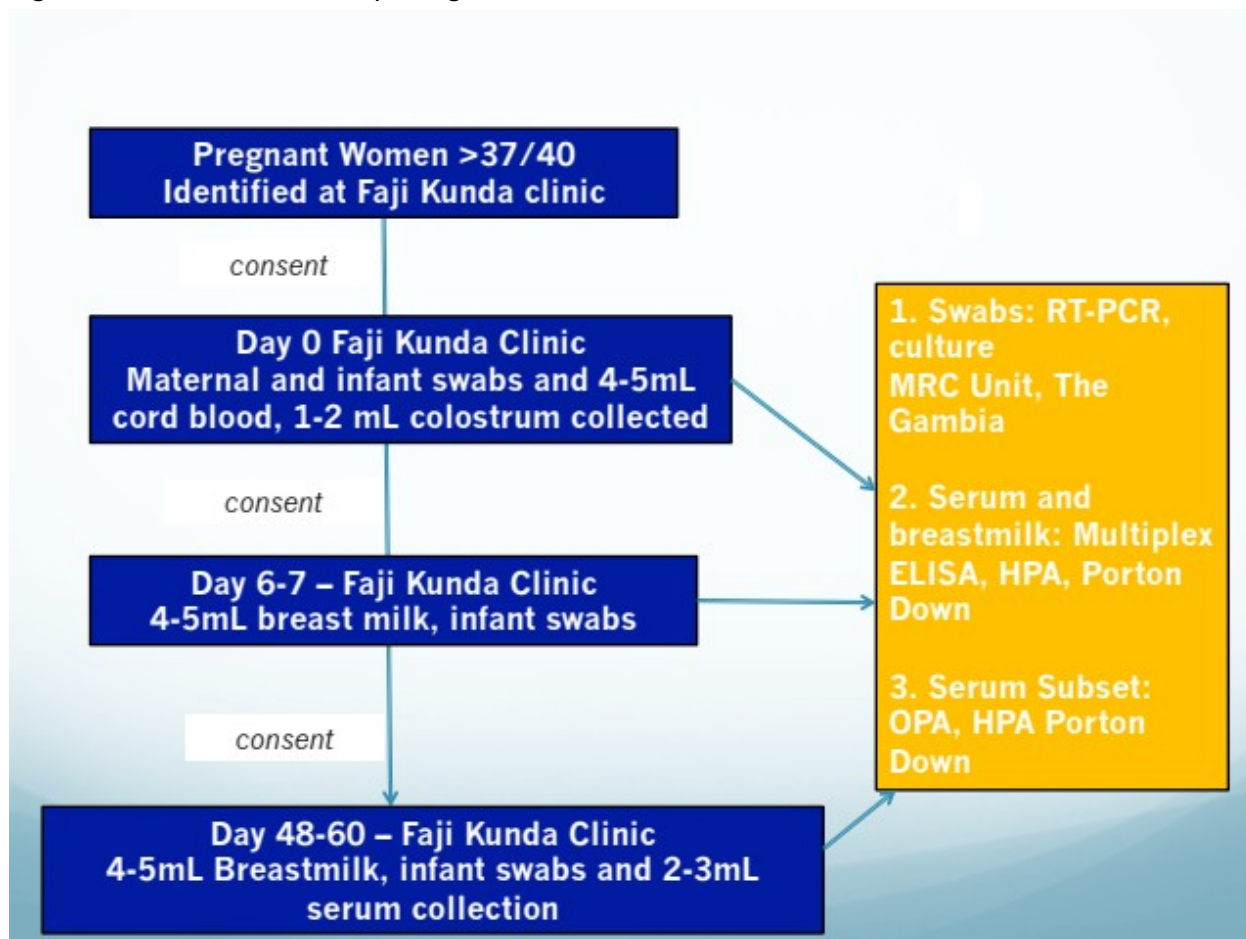 Pregnant Women >37/40
Identified at Faji Kunda clinic
consent
Day 0 Faji Kunda Clinic
Maternal and infant swabs and 4-5mL
cord blood, 1-2 mL colostrum collected
consent
Day 6-7 – Faji Kunda Clinic
4-5mL breast milk, infant swabs
consent
Day 48-60 – Faji Kunda Clinic
4-5mL Breastmilk, infant swabs and 2-3mL
serum collection
1. Swabs: RT-PCR,
culture
MRC Unit, The
Gambia
2. Serum and
breastmilk: Multiplex
ELISA, HPA, Porton
Down
3. Serum Subset:
OPA, HPA Porton
Down